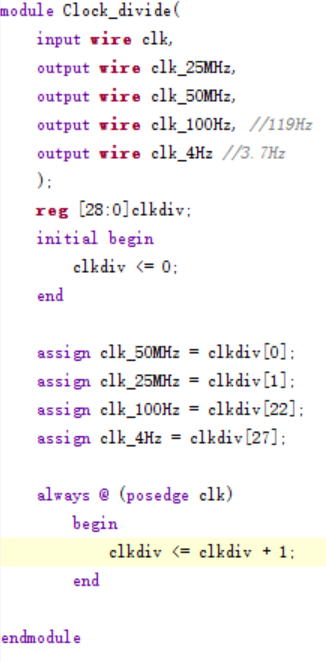 module Clock_divide(
    input wire clk,
    output wire clk_25MHz,
    output wire clk_50MHz,
    output wire clk_100Hz, //119Hz
    output wire clk_4Hz //3.7Hz
    );
    reg [28:0]clkdiv;
    initial begin
        clkdiv <= 0;
    end

    assign clk_50MHz = clkdiv[0];
    assign clk_25MHz = clkdiv[1];
    assign clk_100Hz = clkdiv[22];
    assign clk_4Hz = clkdiv[27];

    always @ (posedge clk)
        begin
            clkdiv <= clkdiv + 1;
        end

endmodule